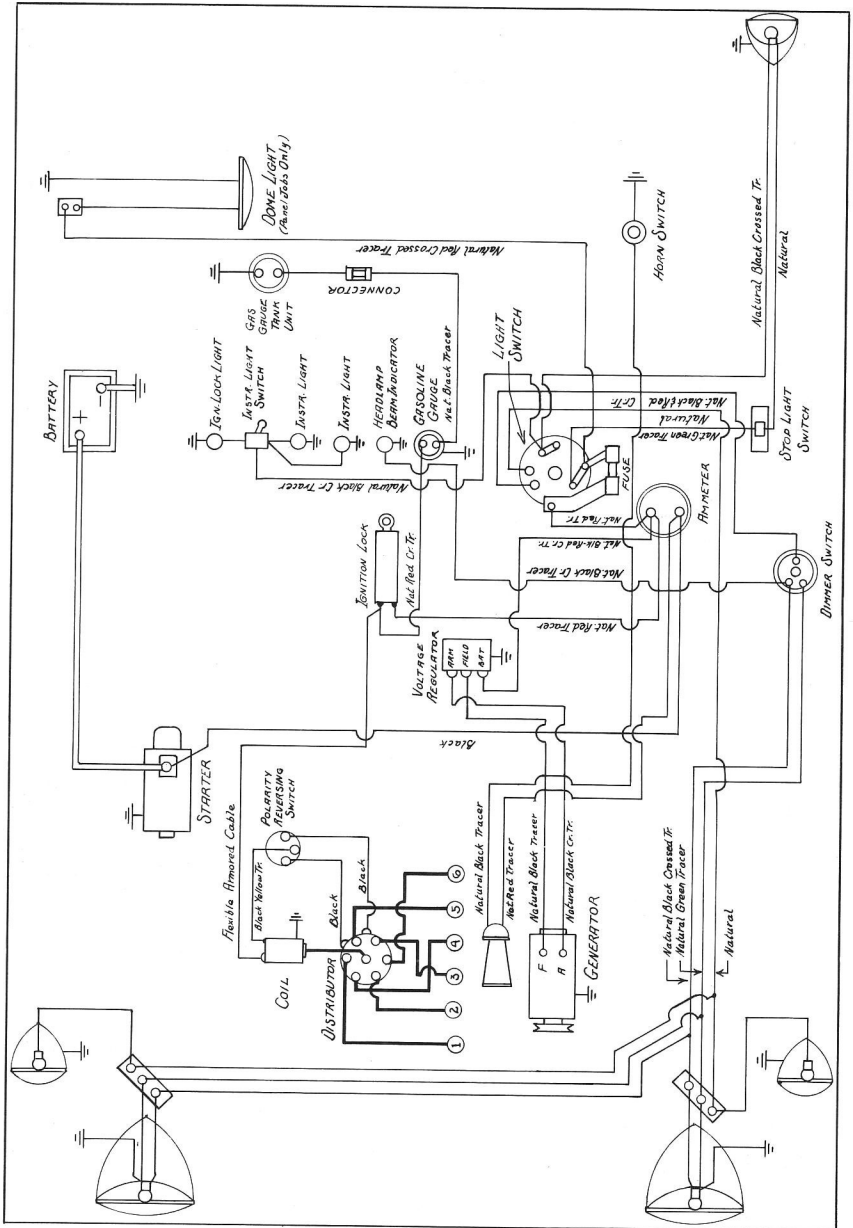 DOME LIGHT
(Panel Jobs Only)
Natural Red Crossed Tracer
BATTERY
+
-
IGN. LOCK LIGHT
INSTR. LIGHT
SWITCH
INSTR. LIGHT
INSTR. LIGHT
HEADLAMP
BEAM INDICATOR
GASOLINE
GAUGE
Nat. Black Tracer
GAS
GAUGE
TANK
UNIT
CONNECTOR
Natural Black Cr. Tracer
LIGHT
SWITCH
HORN SWITCH
Natural Black Crossed Tr.
Natural
Nat. Black & Red
Cr. Tr.
Natural
Nat. Green Tracer
STOP LIGHT
SWITCH
FUSE
AMMETER
Nat. Red Tr.
Nat. Blk-Red Cr. Tr.
Nat. Black Cr. Tracer
DIMMER SWITCH
IGNITION LOCK
Nat Red Cr. Tr.
Nat. Red Tracer
VOLTAGE
REGULATOR
ARM
FIELD
BAT
STARTER
Black
Flexible Armored Cable
POLARITY
REVERSING
SWITCH
Black Yellow Tr.
Black
Black
COIL
DISTRIBUTOR
1
2
3
4
5
6
Natural Black Tracer
Nat Red Tracer
Natural Black Tracer
Natural Black Cr. Tr.
F
A
GENERATOR
Natural Black Crossed Tr.
Natural Green Tracer
Natural